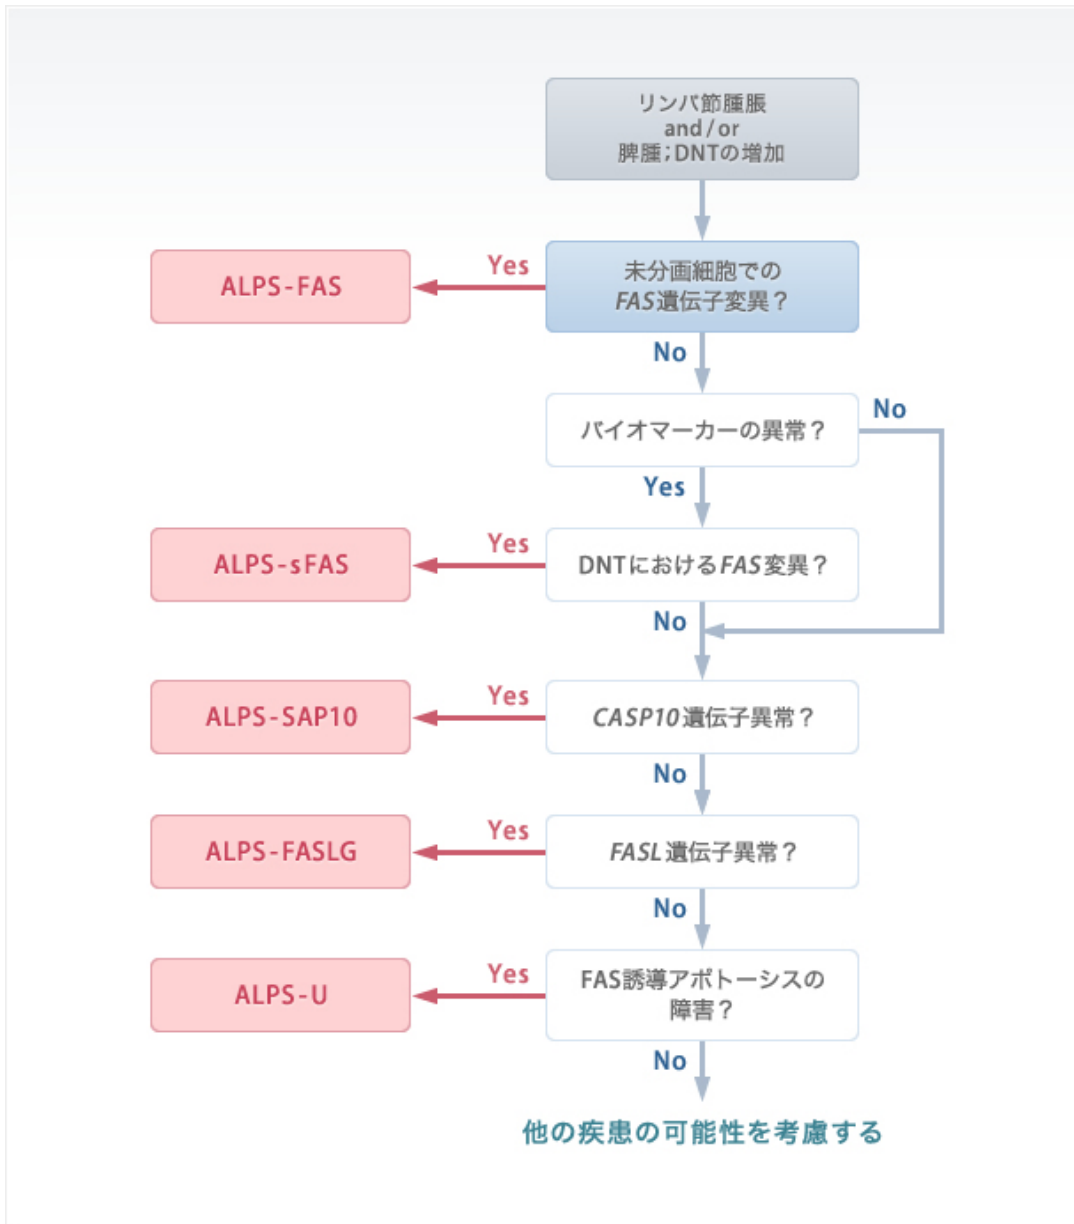 リンパ節腫脹
and/or
脾腫;DNTの増加
未分画細胞での
FAS遺伝子変異?
Yes
ALPS-FAS
No
バイオマーカーの異常?
No
Yes
DNTにおけるFAS変異?
Yes
ALPS-sFAS
No
CASP10遺伝子異常?
Yes
ALPS-SAP10
No
FASL遺伝子異常?
Yes
ALPS-FASLG
No
FAS誘導アポトーシスの
障害?
Yes
ALPS-U
No
他の疾患の可能性を考慮する